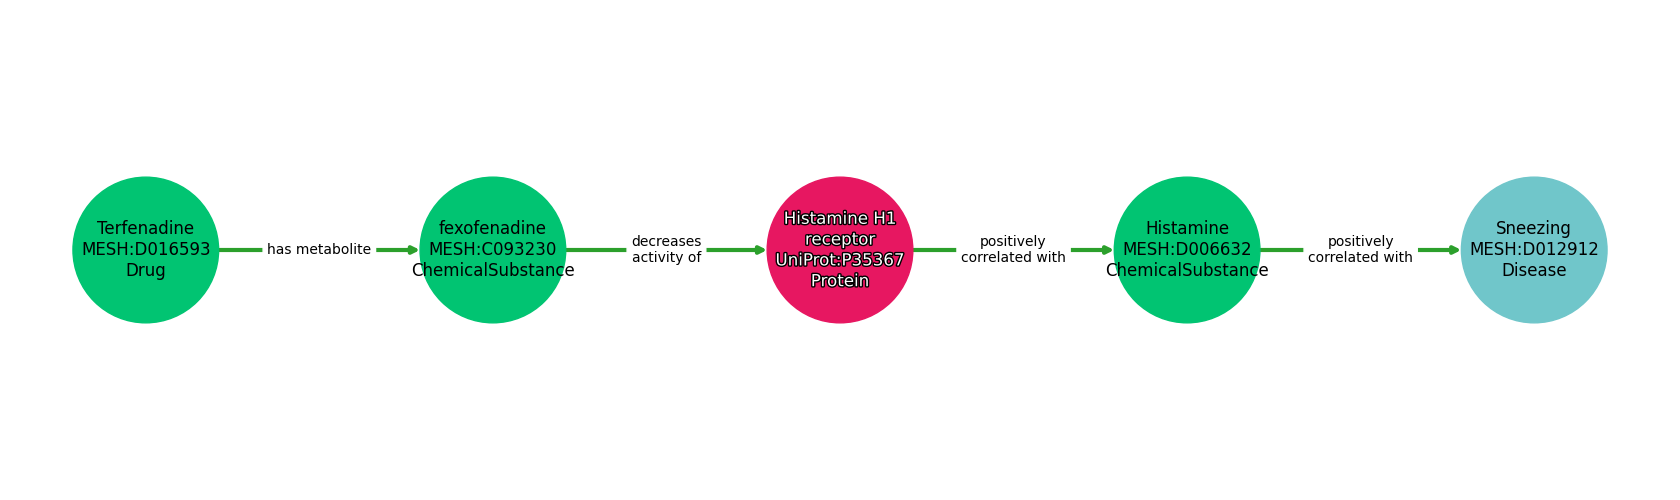 Terfenadine
MESH:D016593
Drug
has metabolite
fexofenadine
MESH:C093230
ChemicalSubstance
decreases
activity of
Histamine H1
receptor
UniProt:P35367
Protein
positively
correlated with
Histamine
MESH:D006632
ChemicalSubstance
positively
correlated with
Sneezing
MESH:D012912
Disease